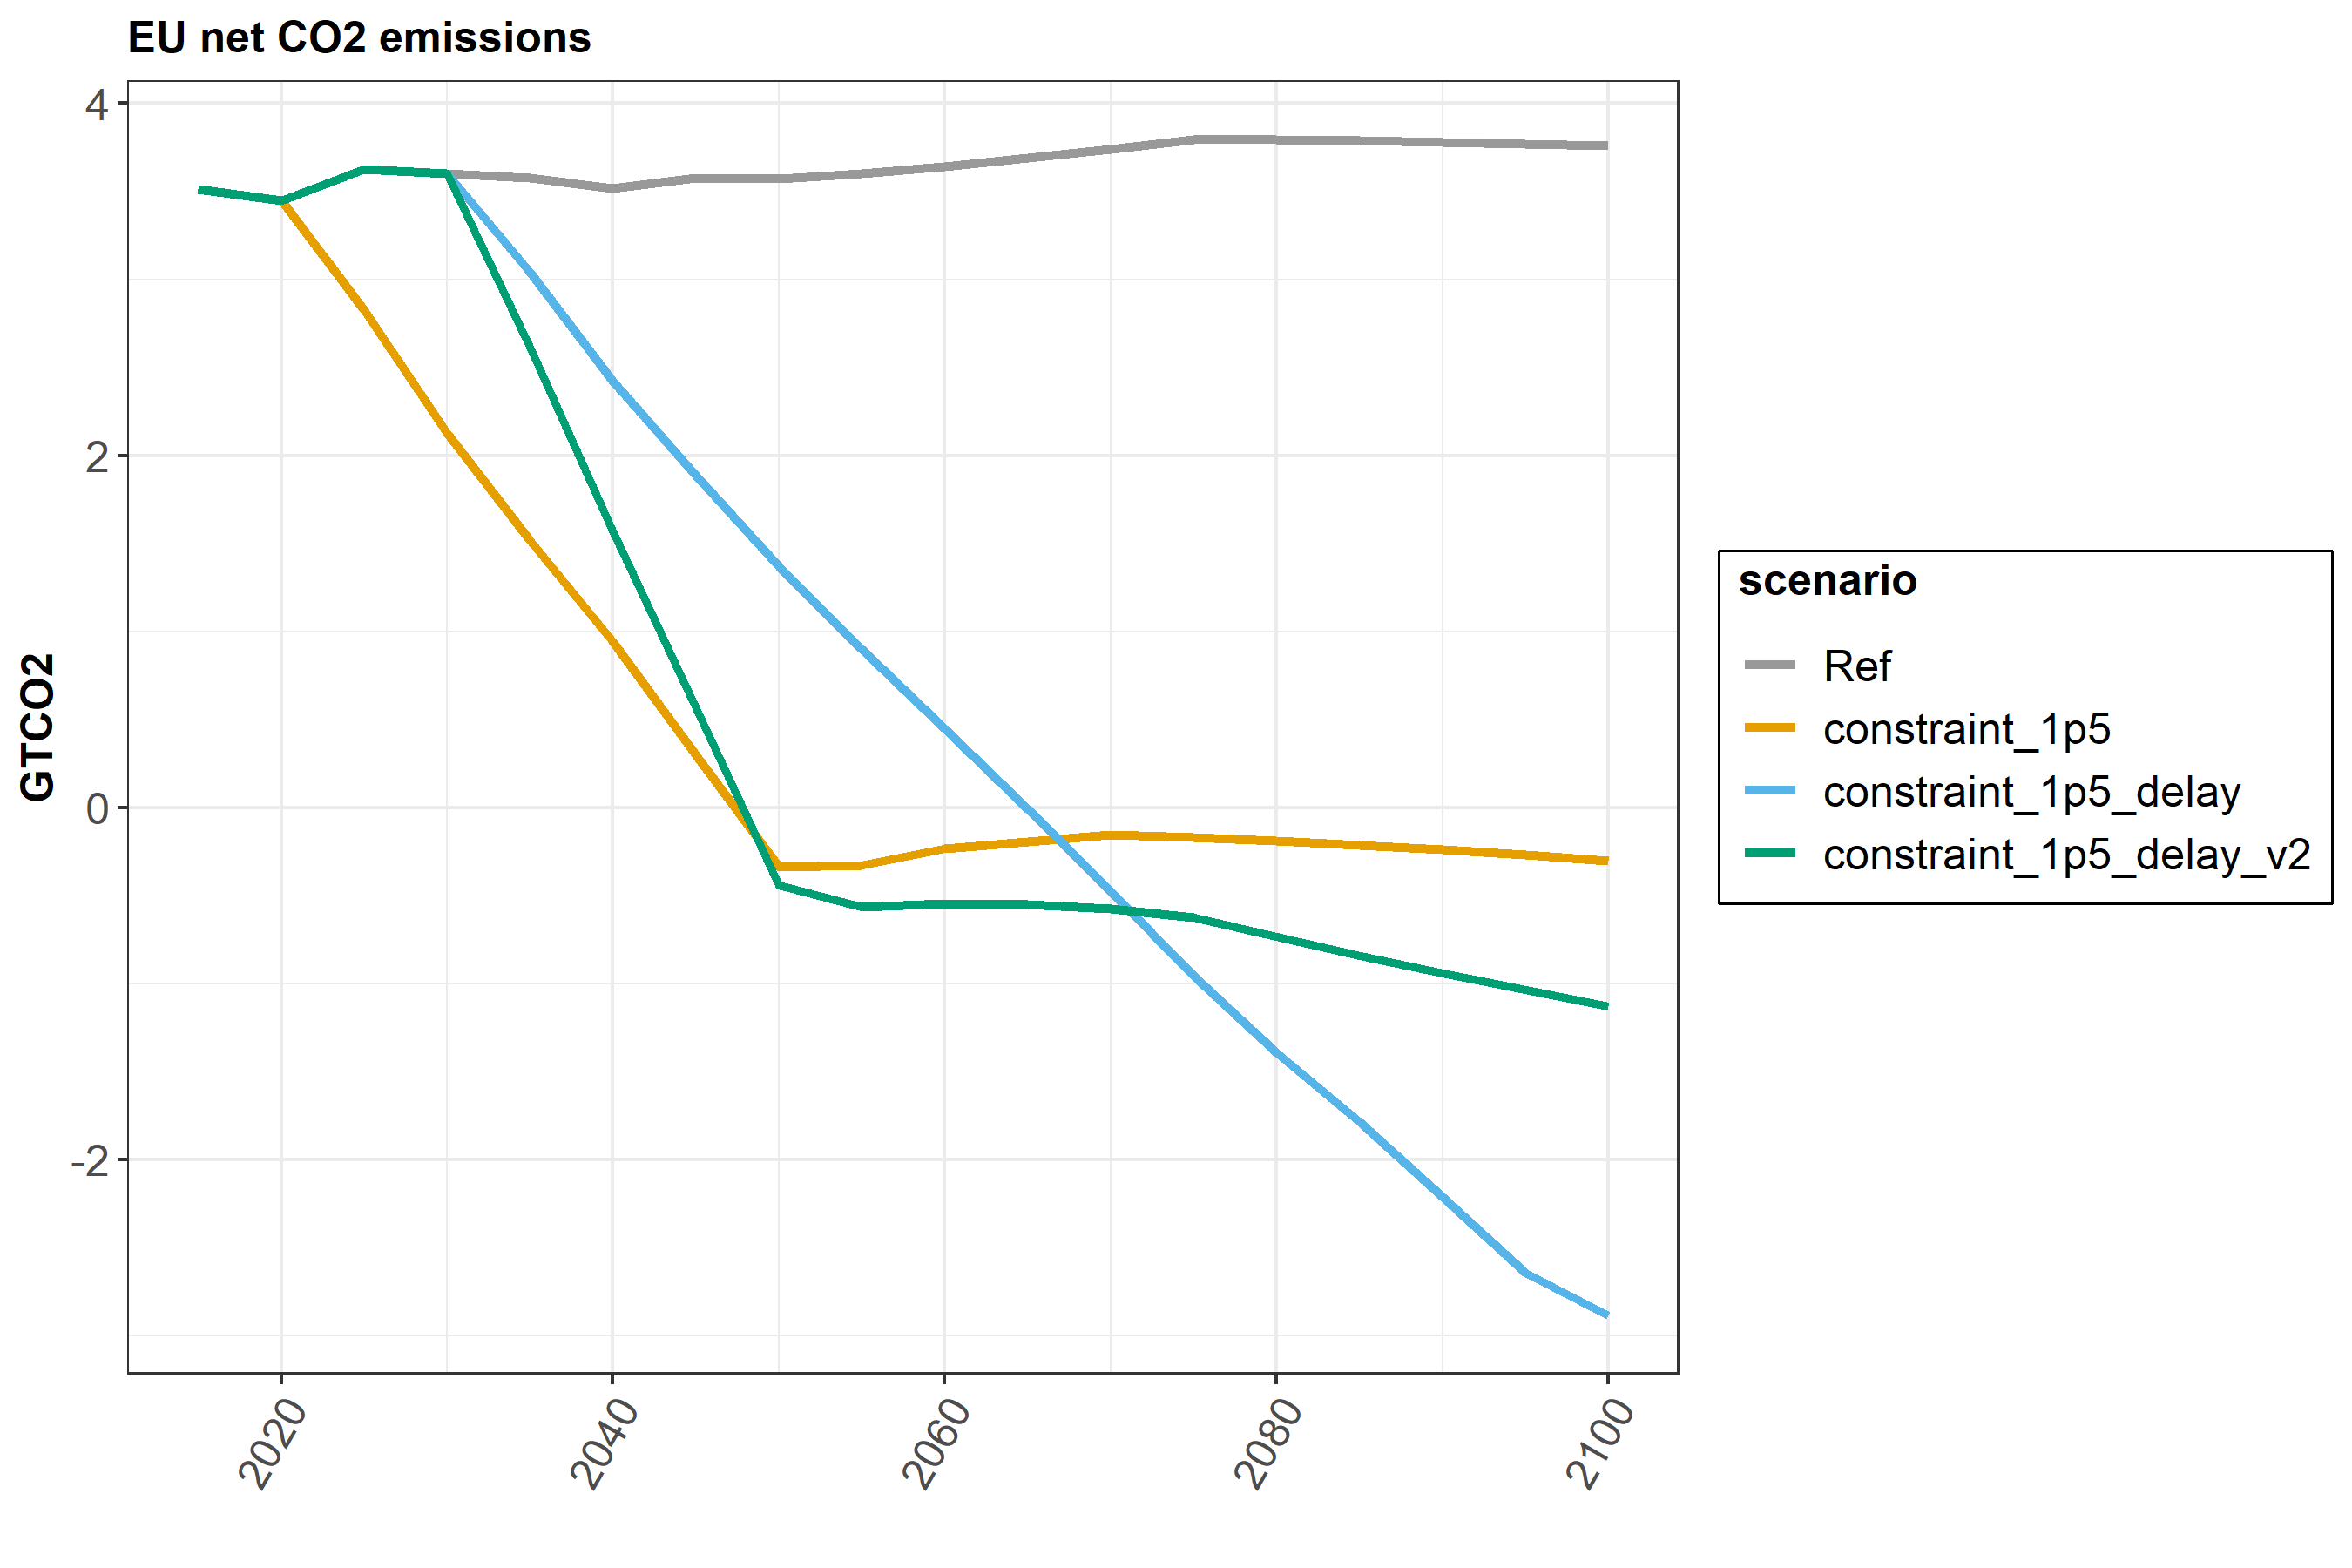 EU net CO2 emissions
GTCO2
4
2
0
-2
2020
2040
2060
2080
2100
scenario
Ref
constraint_1p5
constraint_1p5_delay
constraint_1p5_delay_v2